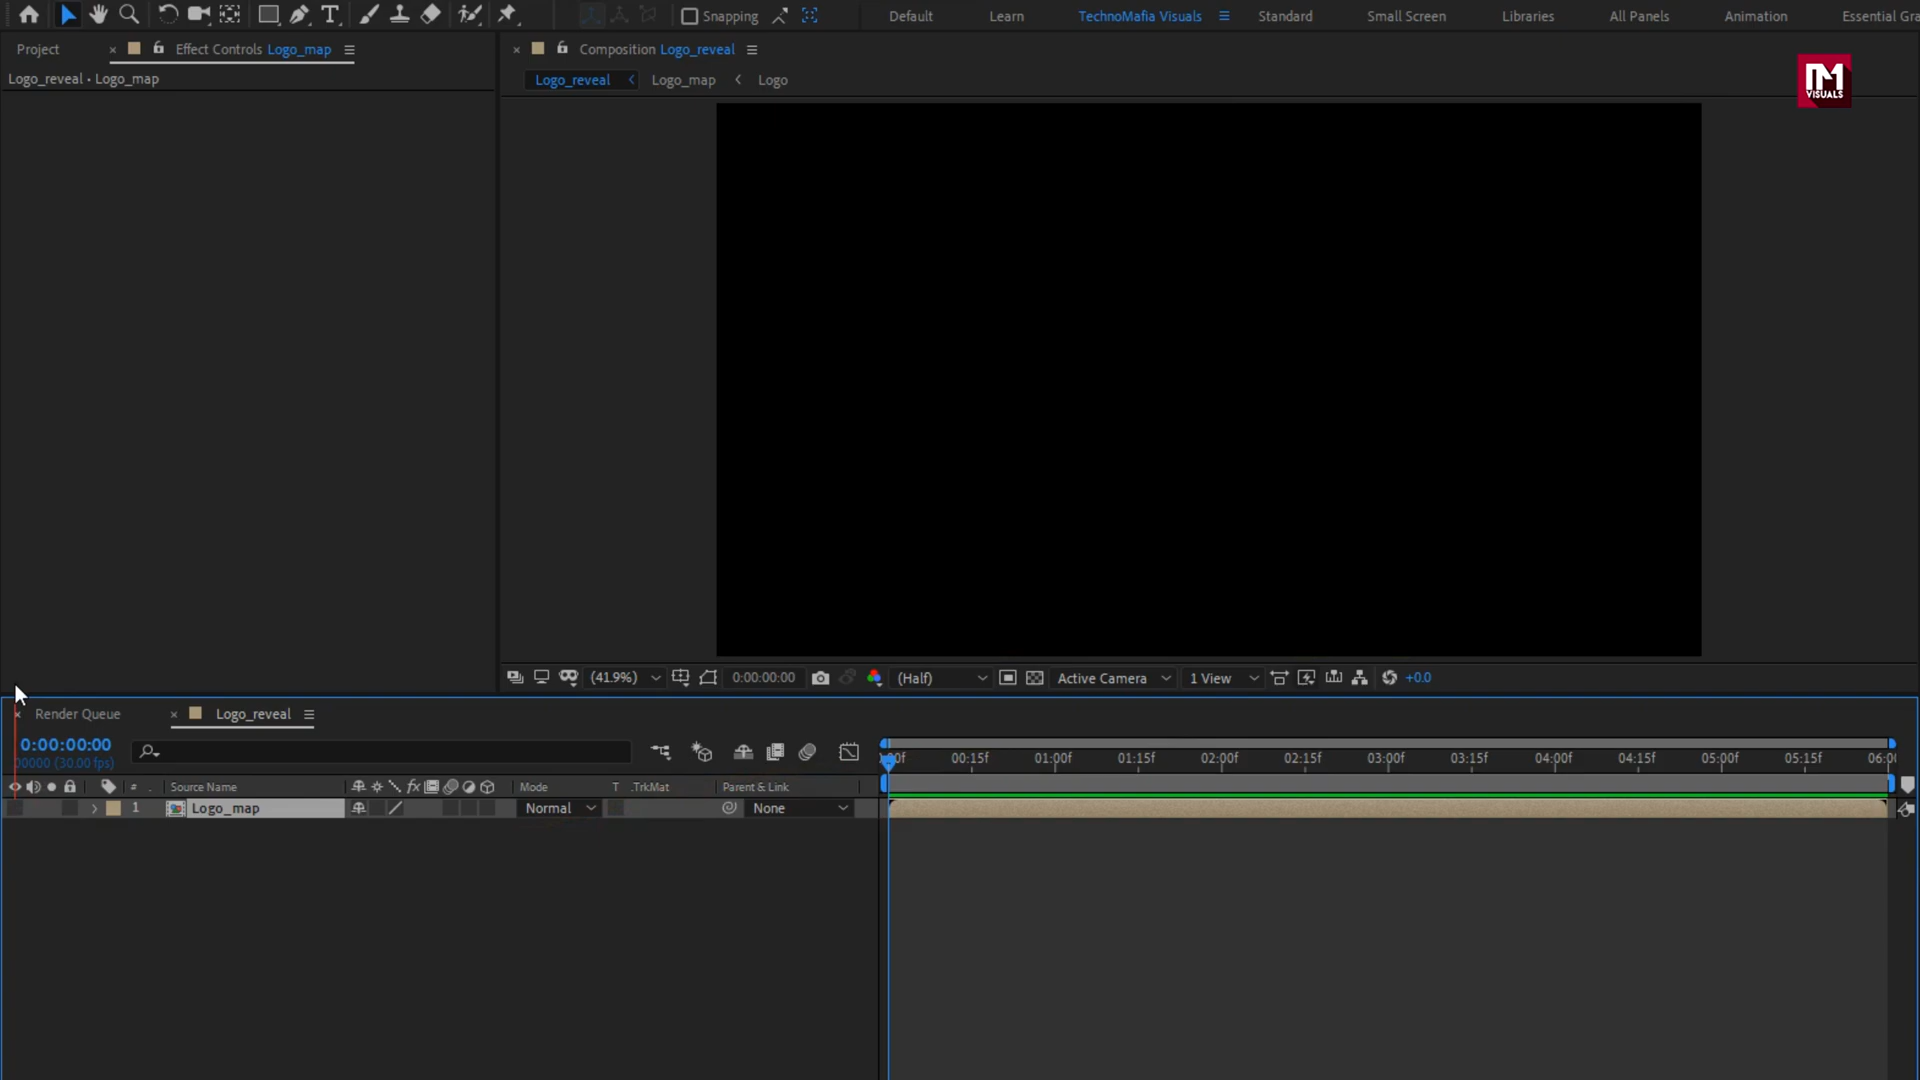 Snapping
Default
Learn
TechnoMafia Visuals
Standard
Small Screen
Libraries
All Panels
Animation
Essential Gra
Project
Effect Controls Logo_map
Composition Logo_reveal
Logo_reveal • Logo_map
Logo_reveal
Logo_map
Logo
VISUALS
(41.9%)
0:00:00:00
(Half)
Active Camera
1 View
+0.0
Render Queue
Logo_reveal
0:00:00:00
00000 (30.00 fps)
00:15f
01:00f
01:15f
02:00f
02:15f
03:00f
03:15f
04:00f
04:15f
05:00f
05:15f
06:00
#
Source Name
Mode
T
.TrkMat
Parent & Link
1
Logo_map
Normal
None